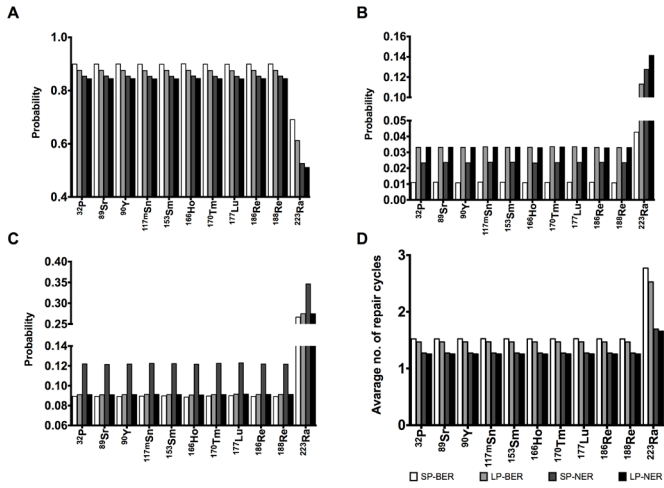 A
Probability
1.0
0.8
0.6
0.4
32P
89Sr
90Y
117mSn
153Sm
166Ho
170Tm
177Lu
186Re
188Re
223Ra
B
Probability
0.16
0.14
0.12
0.10
0.05
0.04
0.03
0.02
0.01
0.00
32P
89Sr
90Y
117mSn
153Sm
166Ho
170Tm
177Lu
186Re
188Re
223Ra
C
Probability
0.40
0.35
0.30
0.25
0.14
0.12
0.10
0.08
0.06
32P
89Sr
90Y
117mSn
153Sm
166Ho
170Tm
177Lu
186Re
188Re
223Ra
D
Avarage no. of repair cycles
3
2
1
0
32P
89Sr
90Y
117mSn
153Sm
166Ho
170Tm
177Lu
186Re
188Re
223Ra
SP-BER LP-BER SP-NER LP-NER